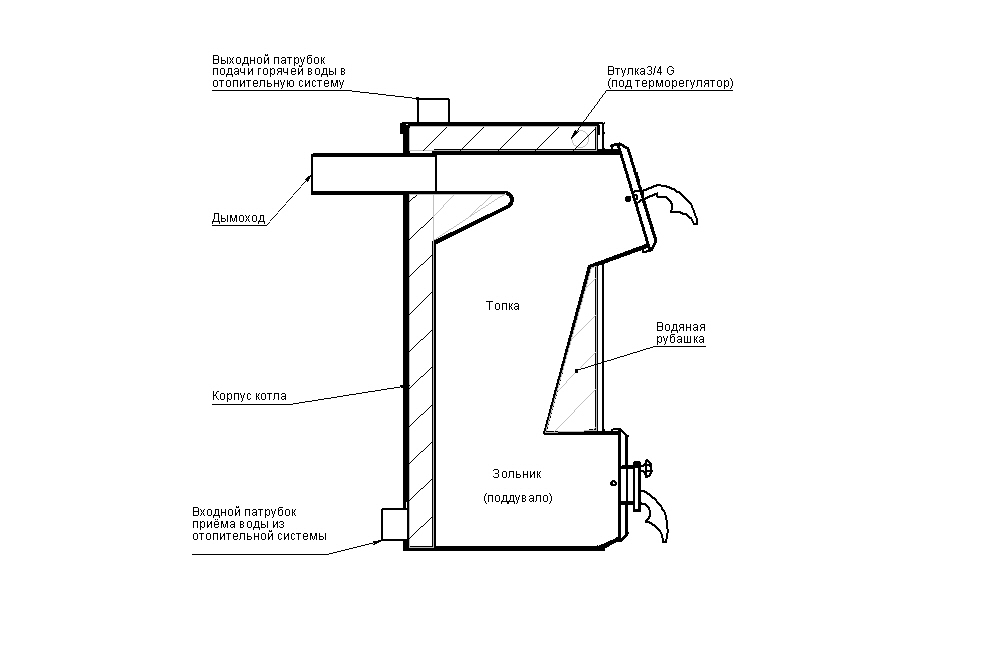 Выходной патрубок
подачи горячей воды в
отопительную систему
Втулка3/4 G
(под терморегулятор)
Дымоход
Топка
Водяная
рубашка
Корпус котла
Зольник
(поддувало)
Входной патрубок
приёма воды из
отопительной системы